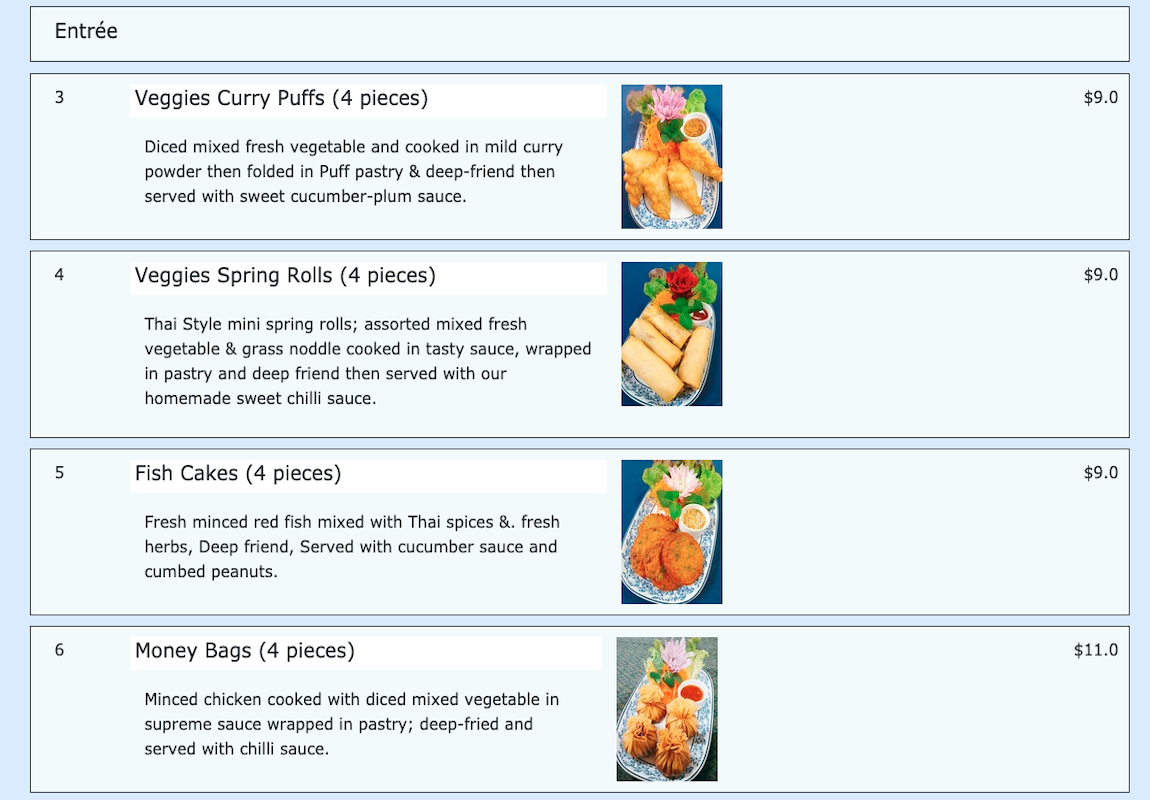 Entrée
3 Veggies Curry Puffs (4 pieces) $9.0
Diced mixed fresh vegetable and cooked in mild curry
powder then folded in Puff pastry & deep-friend then
served with sweet cucumber-plum sauce.
4 Veggies Spring Rolls (4 pieces) $9.0
Thai Style mini spring rolls; assorted mixed fresh
vegetable & grass noddle cooked in tasty sauce, wrapped
in pastry and deep friend then served with our
homemade sweet chilli sauce.
5 Fish Cakes (4 pieces) $9.0
Fresh minced red fish mixed with Thai spices &. fresh
herbs, Deep friend, Served with cucumber sauce and
cumbed peanuts.
6 Money Bags (4 pieces) $11.0
Minced chicken cooked with diced mixed vegetable in
supreme sauce wrapped in pastry; deep-fried and
served with chilli sauce.